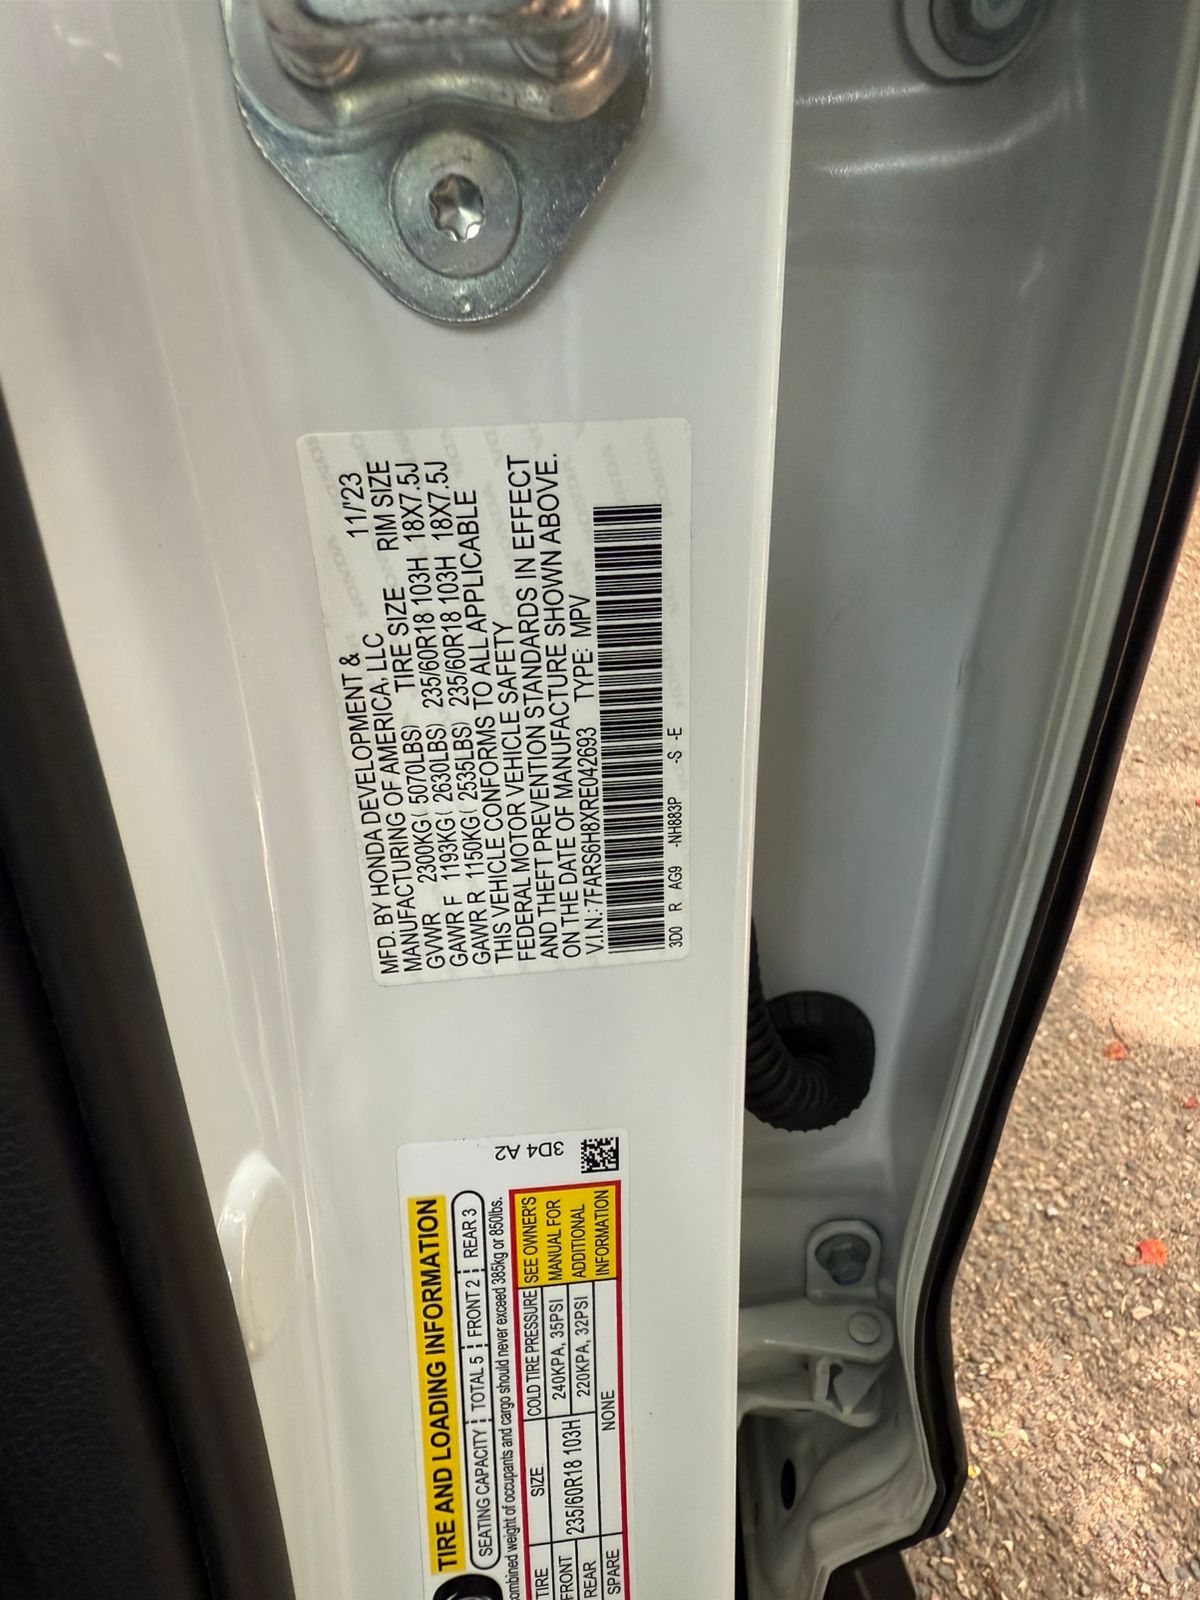 MFD. BY HONDA DEVELOPMENT &
MANUFACTURING OF AMERICA, LLC 11/'23
TIRE SIZE RIM SIZE
GVWR 2300KG( 5070LBS)
GAWR F 1193KG( 2630LBS) 235/60R18 103H 18X7.5J
GAWR R 1150KG( 2535LBS) 235/60R18 103H 18X7.5J
THIS VEHICLE CONFORMS TO ALL APPLICABLE
FEDERAL MOTOR VEHICLE SAFETY
AND THEFT PREVENTION STANDARDS IN EFFECT
ON THE DATE OF MANUFACTURE SHOWN ABOVE.
V.I.N.: 7FARS6H8XRE042693 TYPE: MPV
3D0 R AG9 -NH883P -S -E
3D4 A2
TIRE AND LOADING INFORMATION
SEATING CAPACITY TOTAL 5 FRONT 2 REAR 3
combined weight of occupants and cargo should never exceed 385kg or 850lbs.
TIRE SIZE COLD TIRE PRESSURE
FRONT 235/60R18 103H 240KPA, 35PSI
REAR 220KPA, 32PSI
SPARE NONE
SEE OWNER'S
MANUAL FOR
ADDITIONAL
INFORMATION